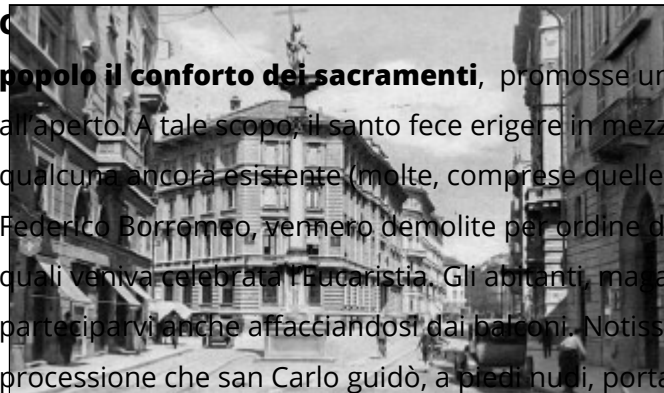 popolo il conforto dei sacramenti, promosse un
all'aperto. A tale scopo, il santo fece erigere in mezz
qualcuna ancora esistente (molte, comprese quelle
Federico Borromeo, vennero demolite per ordine d
quali veniva celebrata l'Eucaristia. Gli abitanti, maga
parteciparvi anche affacciandosi dai balconi. Notiss
processione che san Carlo guidò, a piedi nudi, porta